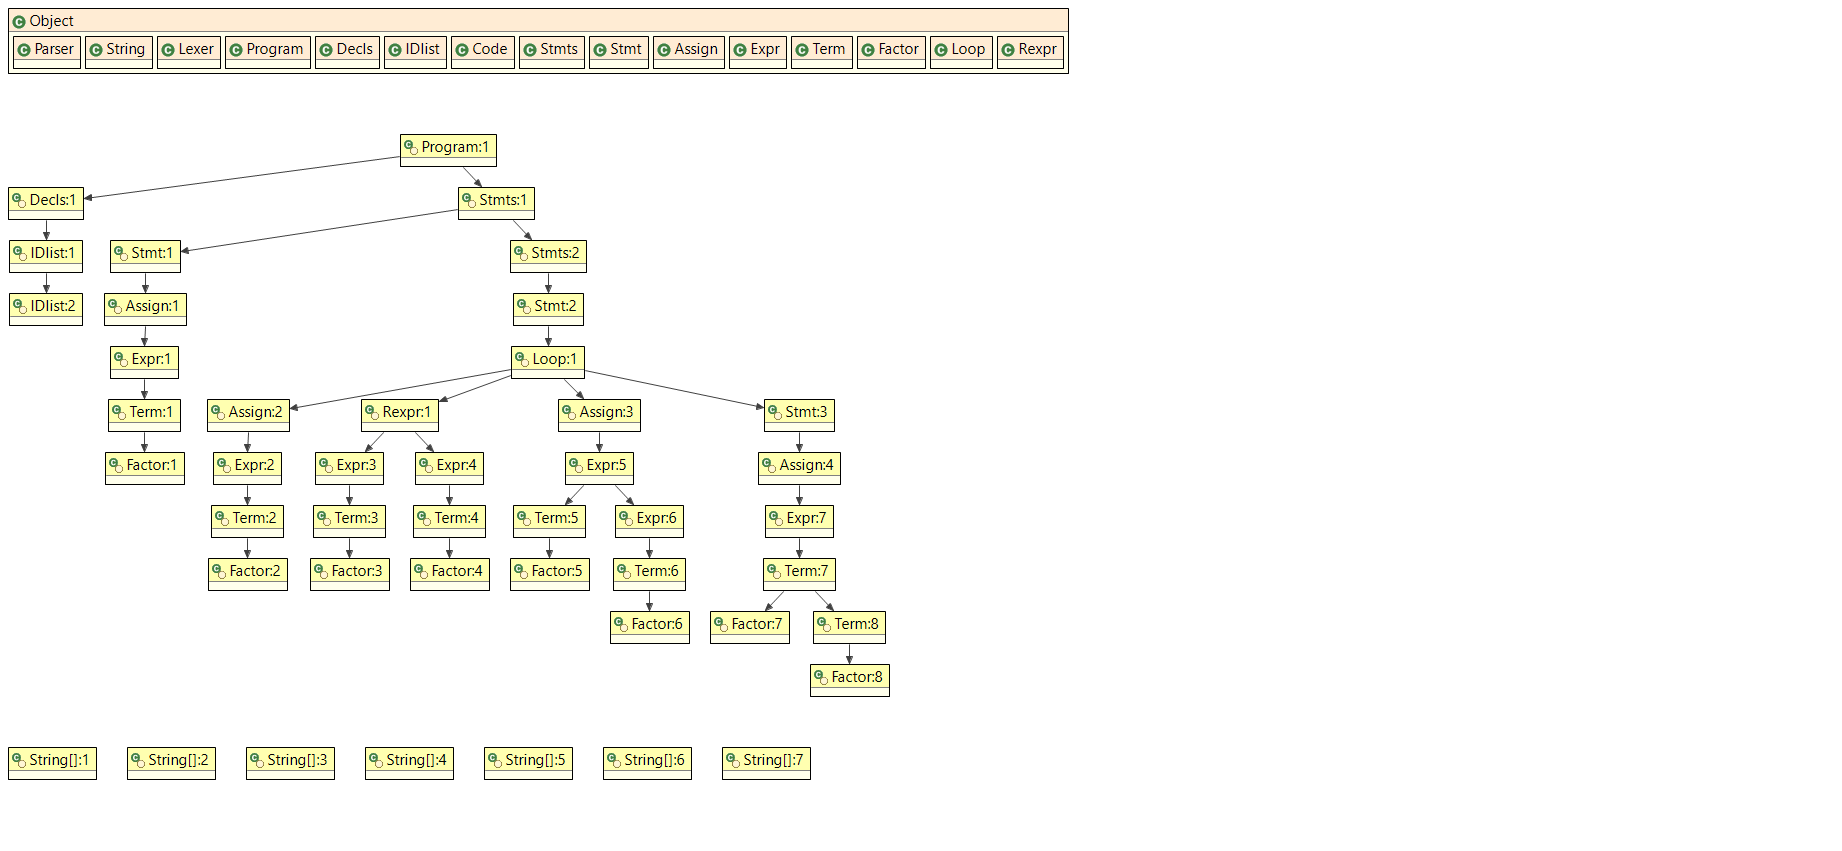 Object
Parser String Lexer Program Decls IDlist Code Stmts Stmt Assign Expr Term Factor Loop Rexpr
Program:1
Decls:1 Stmts:1
IDlist:1 Stmt:1 Stmts:2
IDlist:2 Assign:1 Stmt:2
Expr:1 Loop:1
Term:1 Assign:2 Rexpr:1 Assign:3 Stmt:3
Factor:1 Expr:2 Expr:3 Expr:4 Expr:5 Assign:4
Term:2 Term:3 Term:4 Term:5 Expr:6 Expr:7
Factor:2 Factor:3 Factor:4 Factor:5 Term:6 Term:7
Factor:6 Factor:7 Term:8
Factor:8
String[]:1 String[]:2 String[]:3 String[]:4 String[]:5 String[]:6 String[]:7